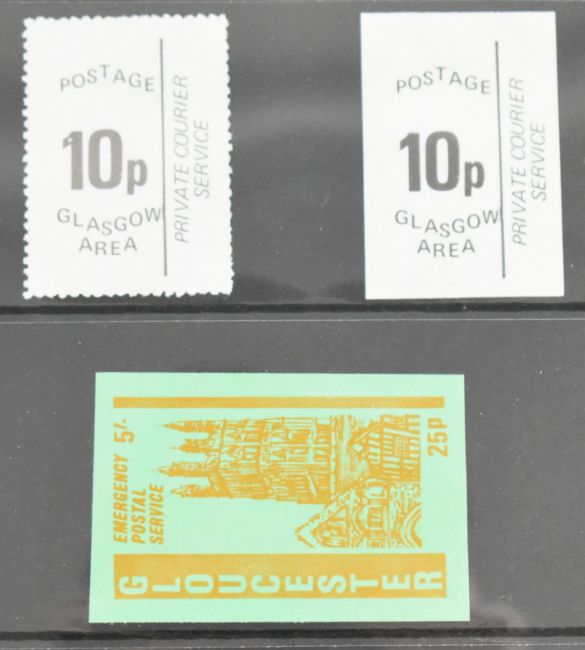 POSTAGE
10p
GLASGOW
AREA
PRIVATE COURIER
SERVICE
POSTAGE
10p
GLASGOW
AREA
PRIVATE COURIER
SERVICE
EMERGENCY 5/-
POSTAL
SERVICE
25p
GLOUCESTER